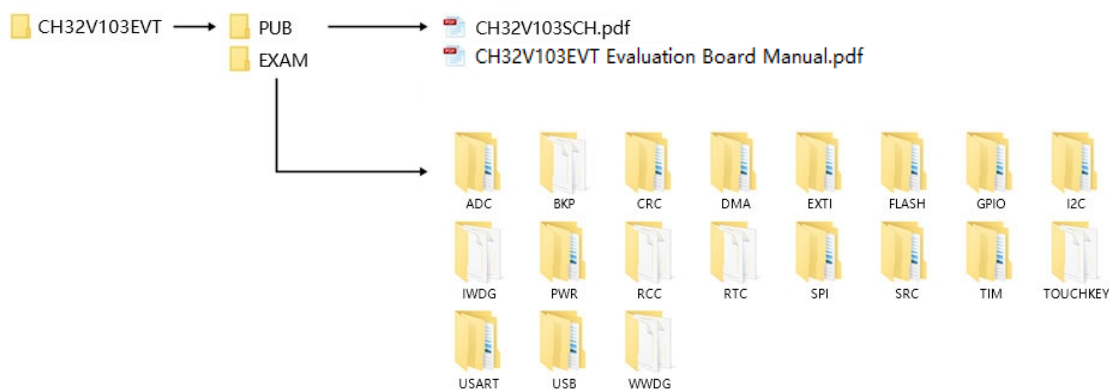 CH32V103EVT PUB CH32V103SCH.pdf
EXAM CH32V103EVT Evaluation Board Manual.pdf
ADC BKP CRC DMA EXTI FLASH GPIO I2C
IWDG PWR RCC RTC SPI SRC TIM TOUCHKEY
USART USB WWDG